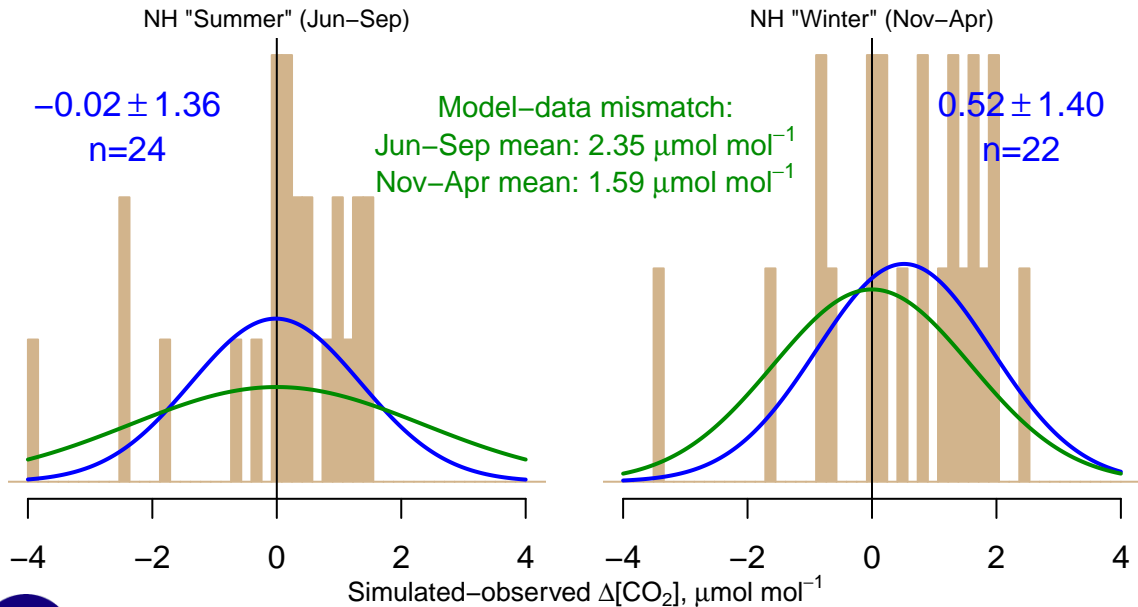 NH "Summer" (Jun−Sep)
NH "Winter" (Nov−Apr)
−0.02 ± 1.36
n=24
Model−data mismatch:
Jun−Sep mean: 2.35 μmol mol⁻¹
Nov−Apr mean: 1.59 μmol mol⁻¹
0.52 ± 1.40
n=22
−4 −2 0 2 4
−4 −2 0 2 4
Simulated−observed Δ[CO₂], μmol mol⁻¹